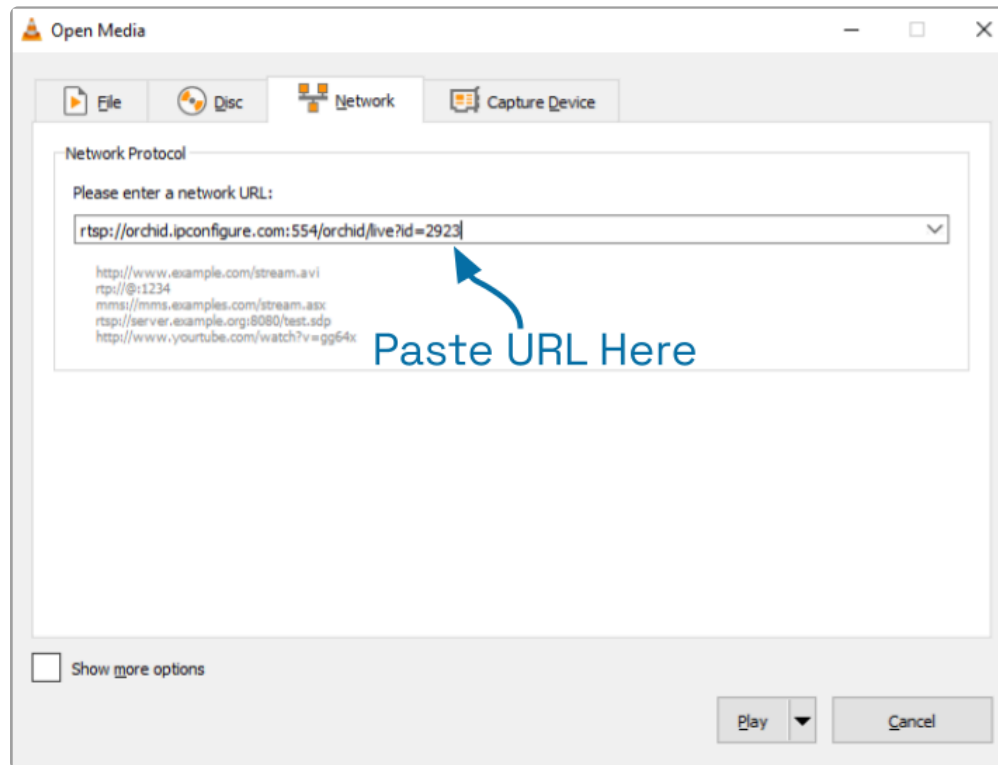 Open Media
File
Disc
Network
Capture Device
Network Protocol
Please enter a network URL:
rtsp://orchid.ipconfigure.com:554/orchid/live?id=2923
http://www.example.com/stream.avi
rtp://@:1234
mms://mms.examples.com/stream.asx
rtsp://server.example.org:8080/test.sdp
http://www.yourtube.com/watch?v=gg64x
Paste URL Here
Show more options
Play
Cancel